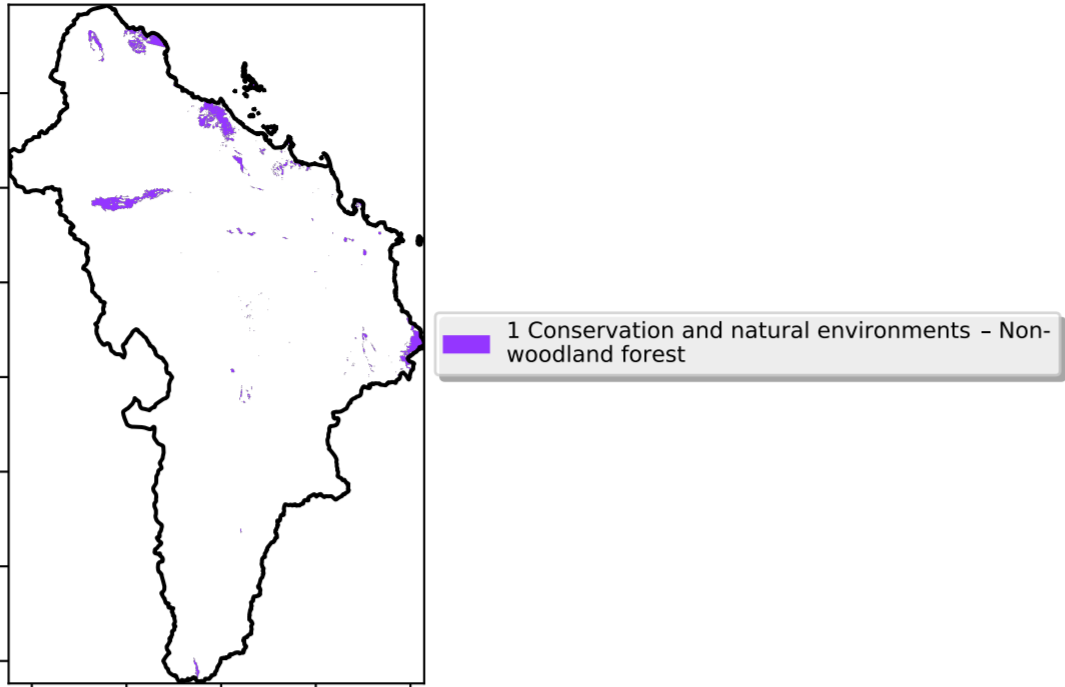 1 Conservation and natural environments – Non-
woodland forest